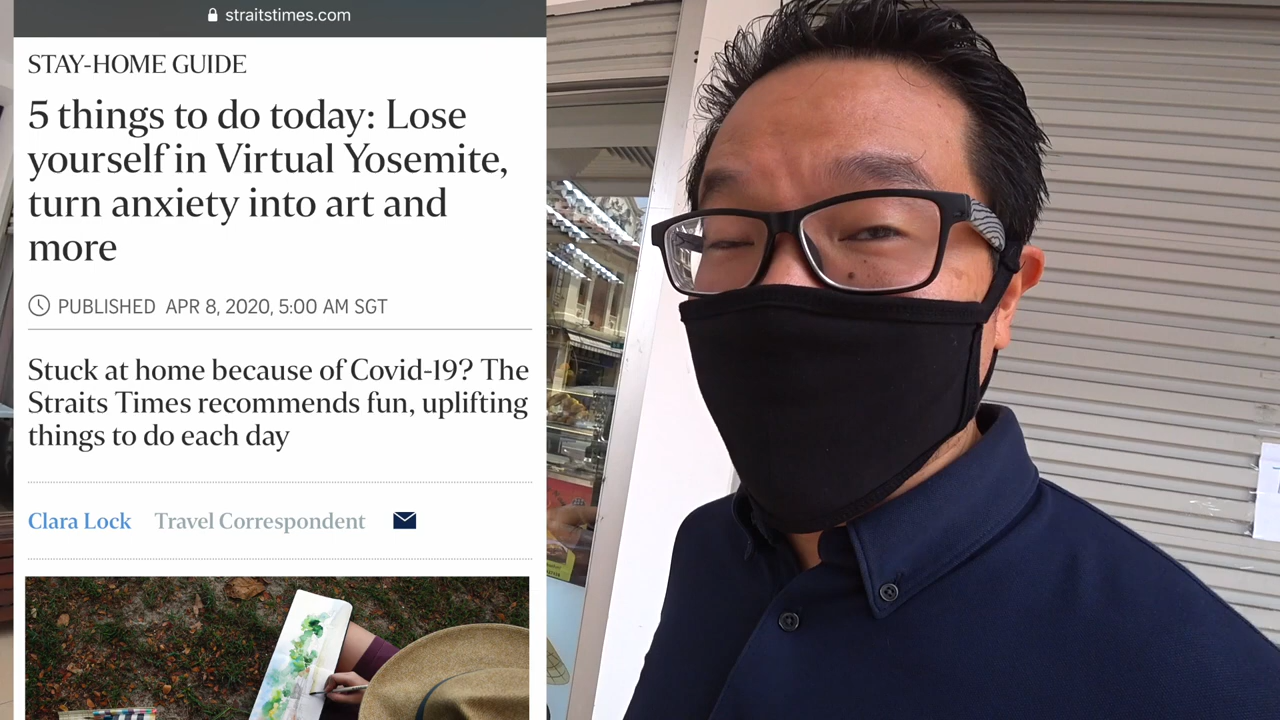 straitstimes.com
STAY-HOME GUIDE
5 things to do today: Lose
yourself in Virtual Yosemite,
turn anxiety into art and
more
PUBLISHED APR 8, 2020, 5:00 AM SGT
Stuck at home because of Covid-19? The
Straits Times recommends fun, uplifting
things to do each day
Clara Lock Travel Correspondent